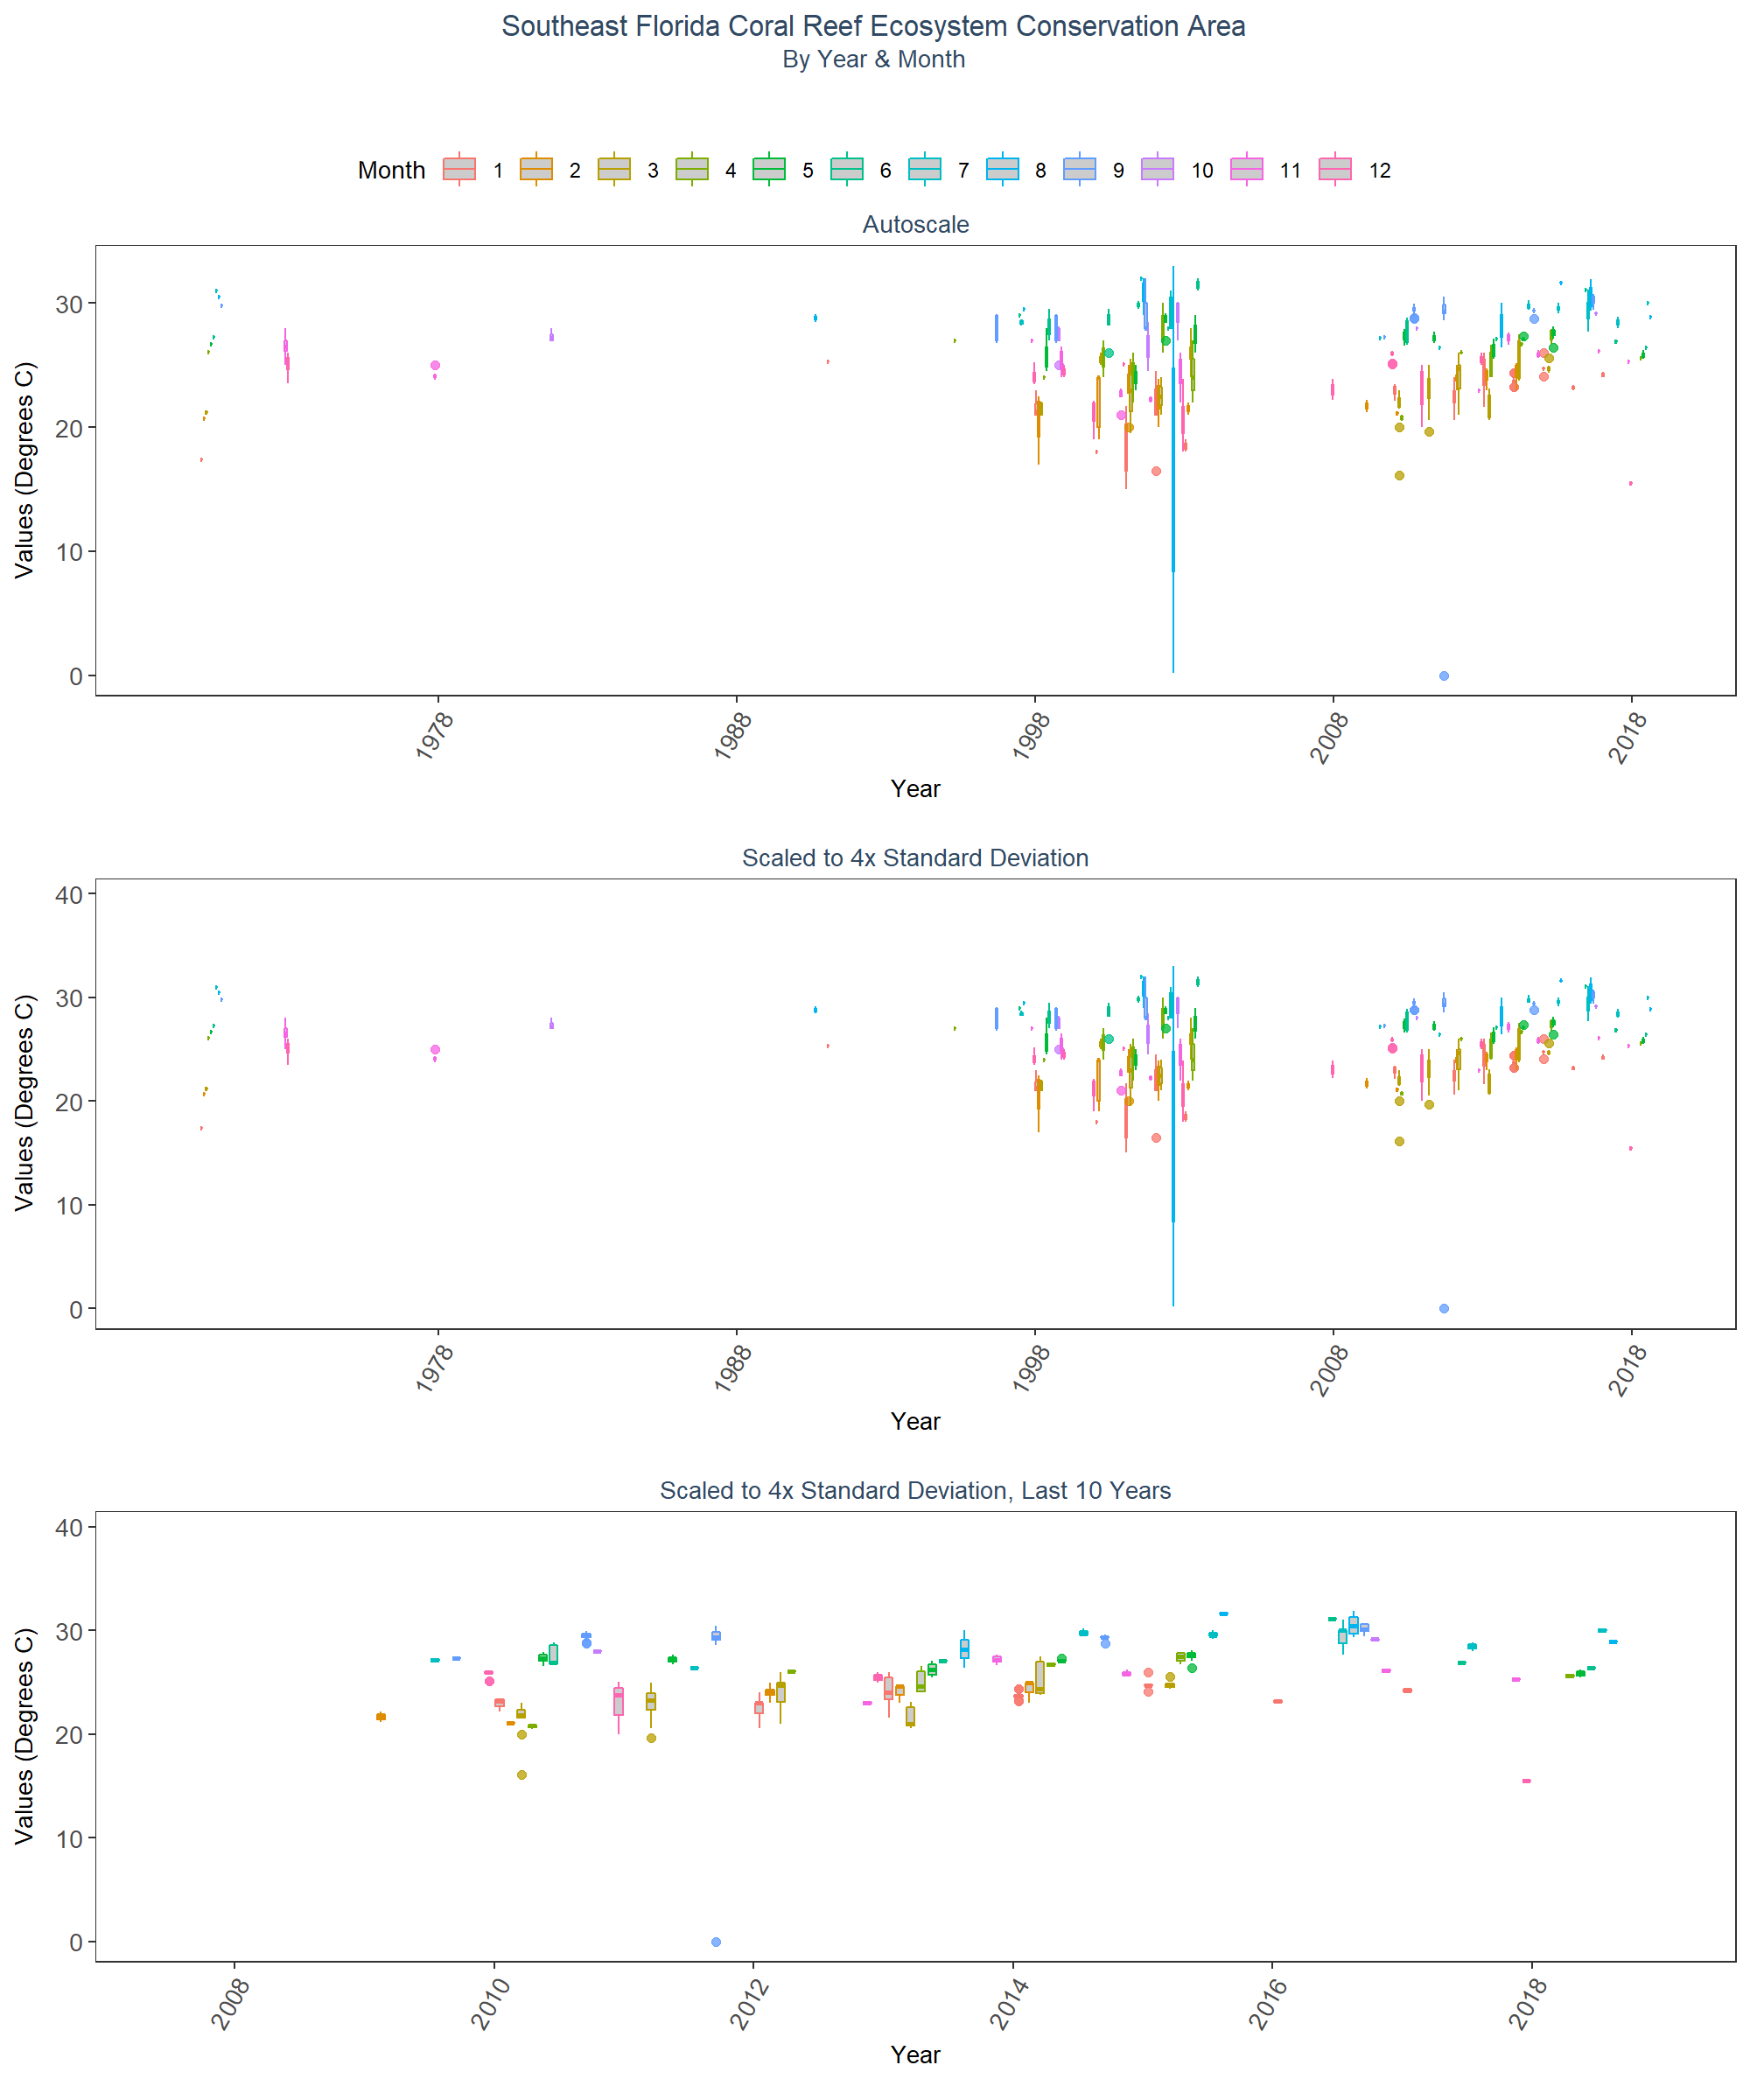 Southeast Florida Coral Reef Ecosystem Conservation Area
By Year & Month
Month 1 2 3 4 5 6 7 8 9 10 11 12
Autoscale
Values (Degrees C)
30
20
10
0
1978 1988 1998 2008 2018
Year
Scaled to 4x Standard Deviation
Values (Degrees C)
40
30
20
10
0
1978 1988 1998 2008 2018
Year
Scaled to 4x Standard Deviation, Last 10 Years
Values (Degrees C)
40
30
20
10
0
2008 2010 2012 2014 2016 2018
Year